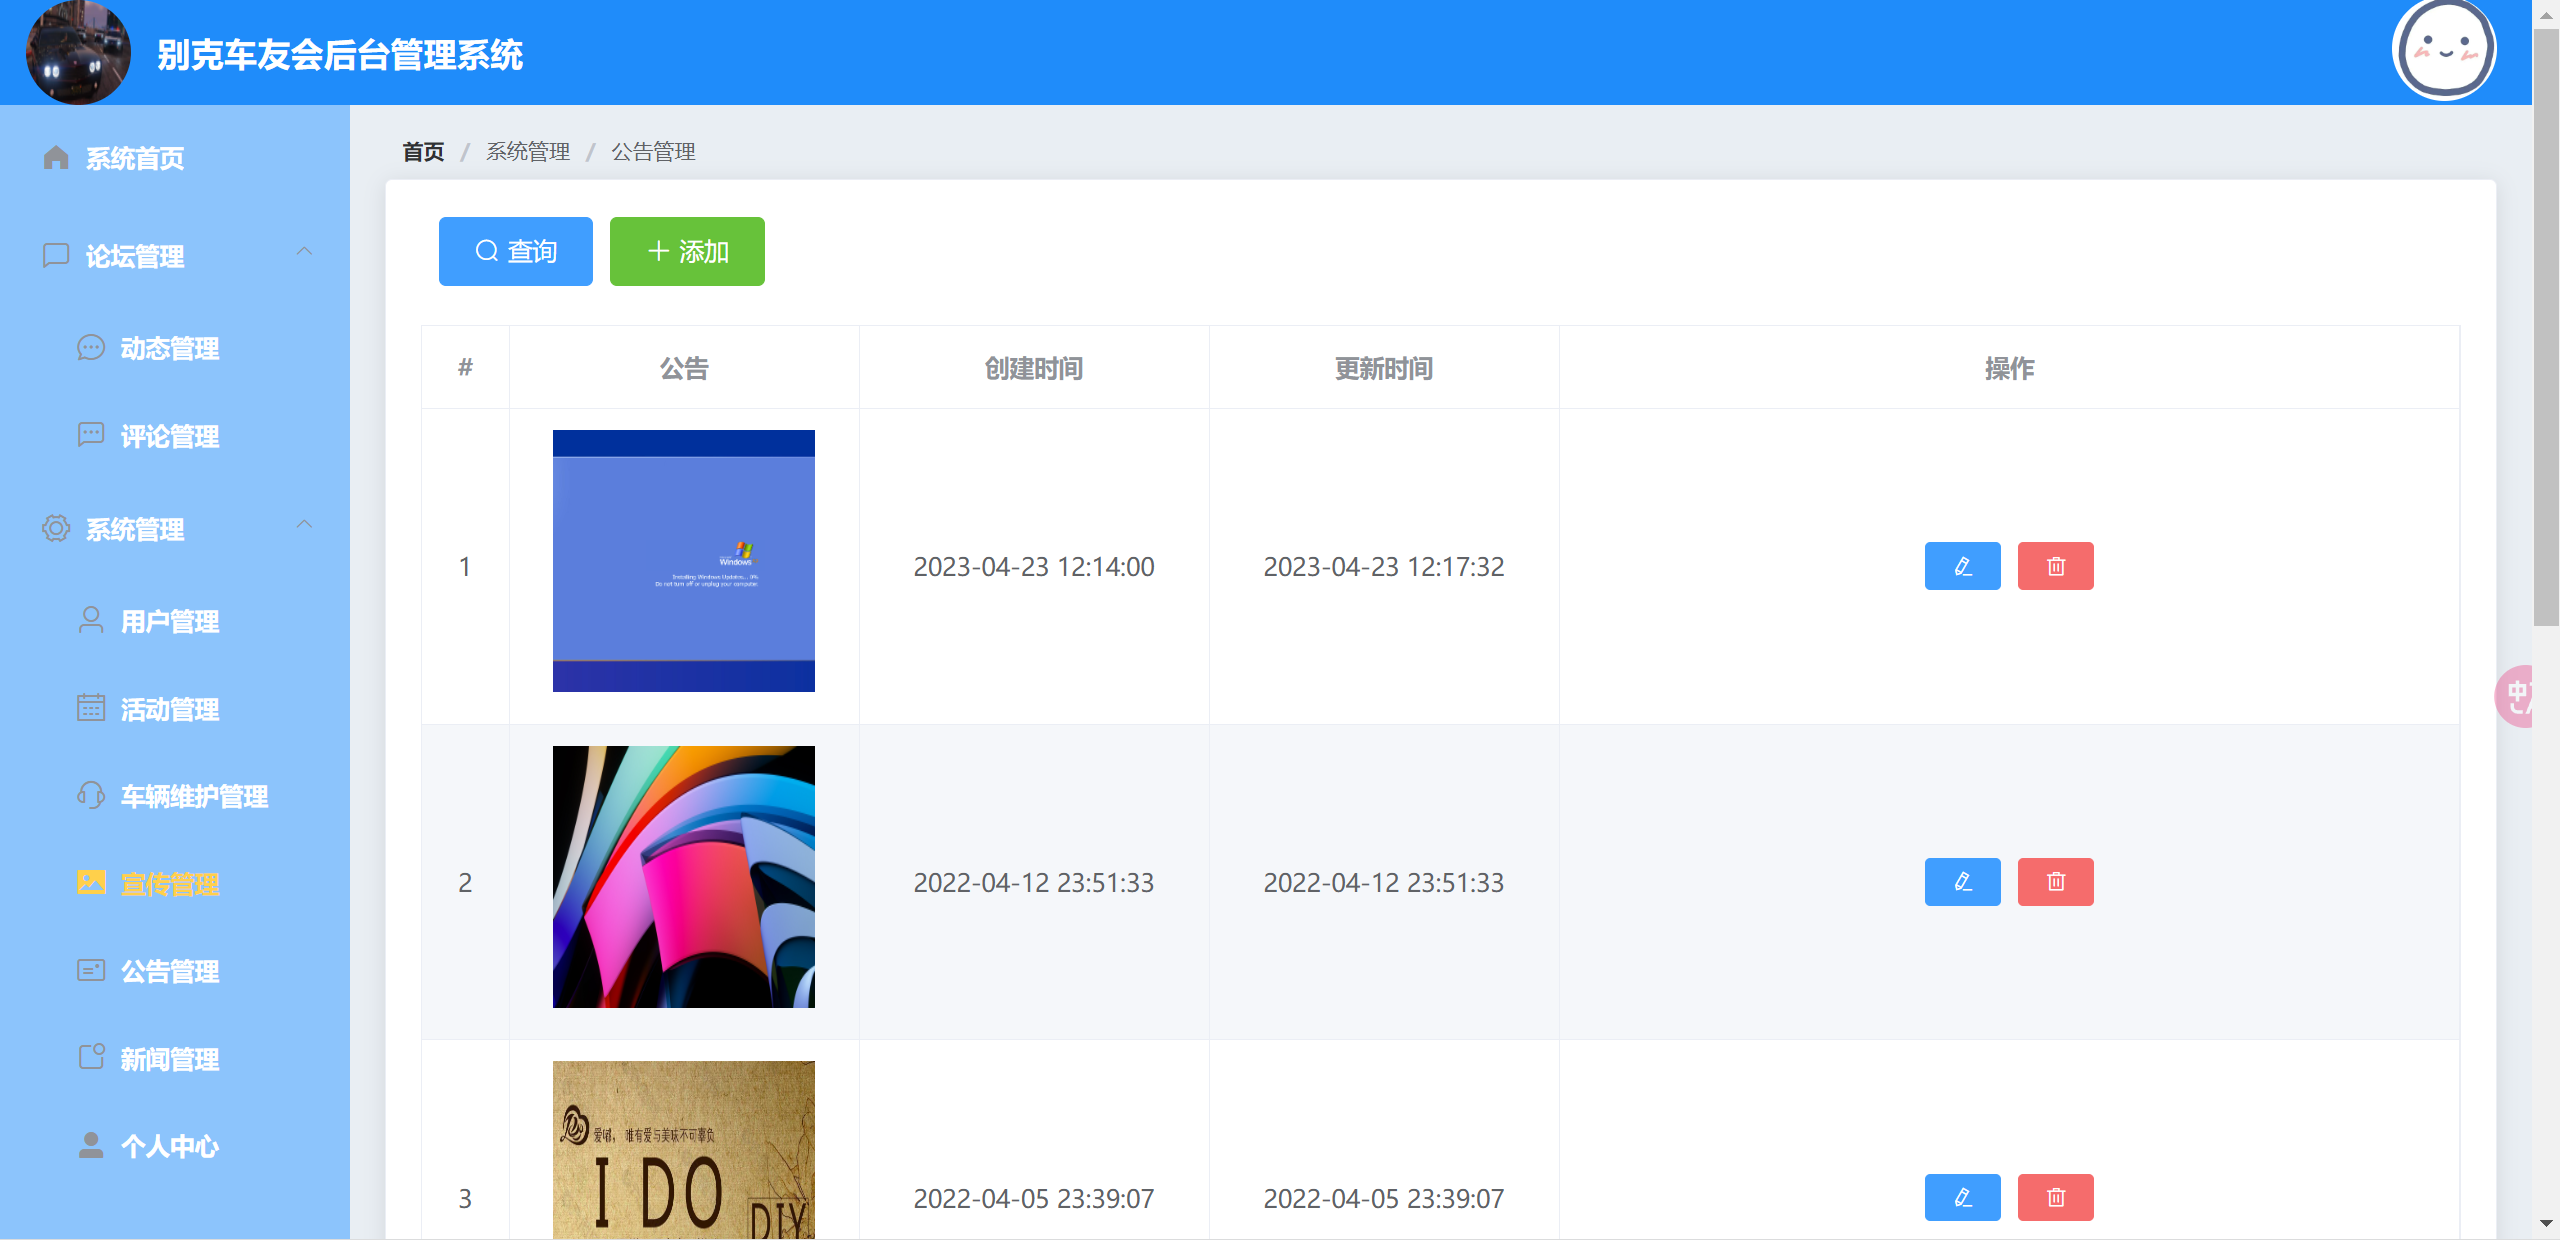 别克车友会后台管理系统
系统首页
论坛管理
动态管理
评论管理
系统管理
用户管理
活动管理
车辆维护管理
宣传管理
公告管理
新闻管理
个人中心
首页 / 系统管理 / 公告管理
查询
添加
# 公告 创建时间 更新时间 操作
Windows
Installing Windows Updates... 0%
Do not turn off or unplug your computer.
1 2023-04-23 12:14:00 2023-04-23 12:17:32
2 2022-04-12 23:51:33 2022-04-12 23:51:33
爱嘟，唯有爱与美味不可辜负
I DO
DIY
3 2022-04-05 23:39:07 2022-04-05 23:39:07
中